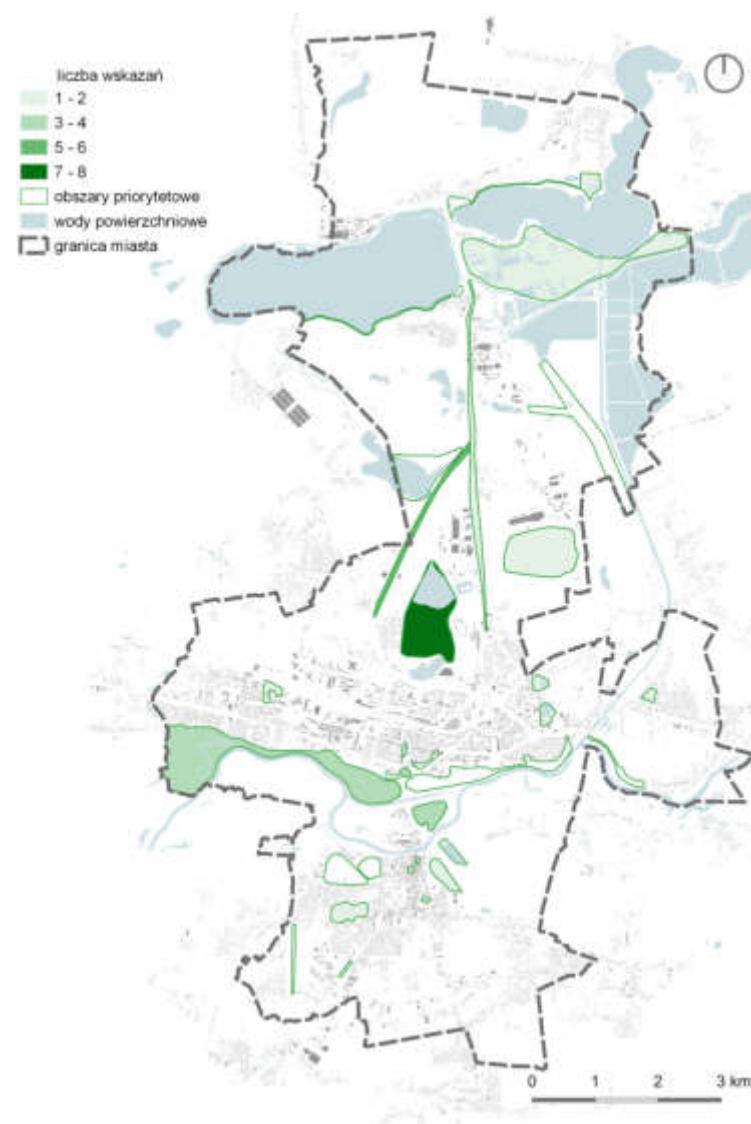 liczba wskazań
1 - 2
3 - 4
5 - 6
7 - 8
obszary priorytetowe
wody powierzchniowe
granica miasta
0 1 2 3 km